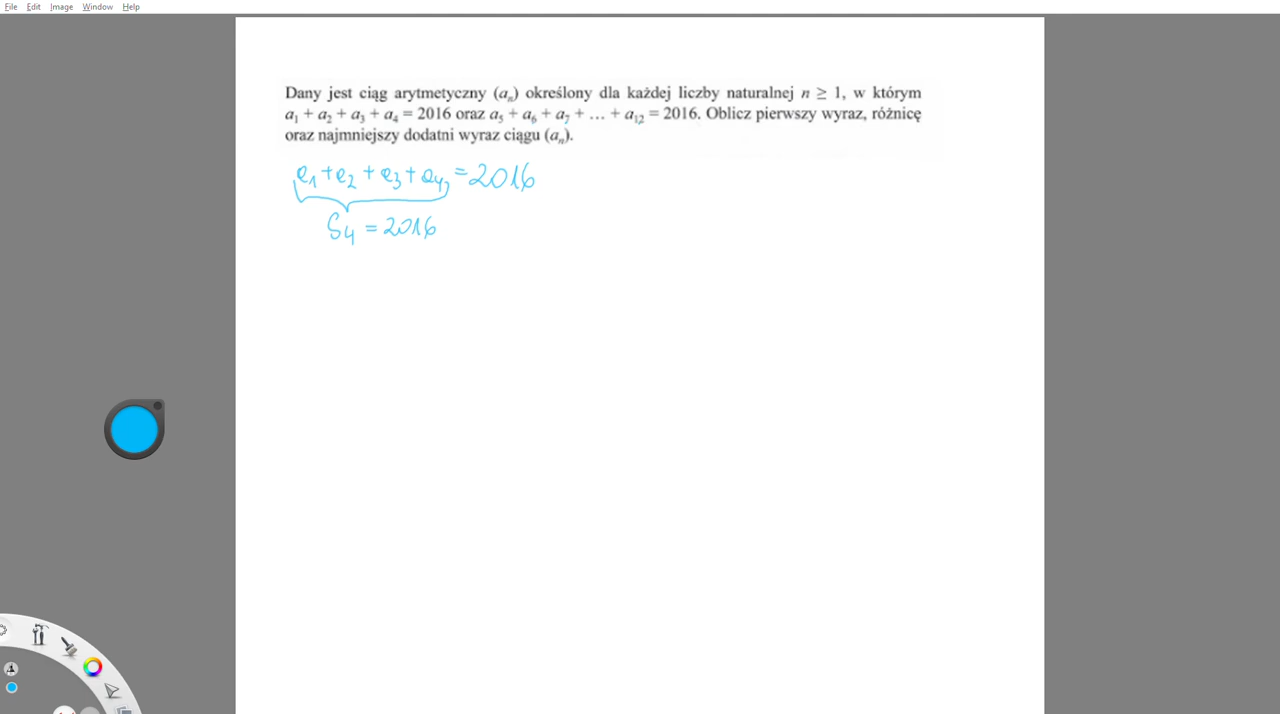 File Edit Image Window Help
Dany jest ciąg arytmetyczny (aₙ) określony dla każdej liczby naturalnej n ≥ 1, w którym
a₁ + a₂ + a₃ + a₄ = 2016 oraz a₅ + a₆ + a₇ + … + a₁₂ = 2016. Oblicz pierwszy wyraz, różnicę
oraz najmniejszy dodatni wyraz ciągu (aₙ).
a₁ + a₂ + a₃ + a₄ = 2016
S₄ = 2016